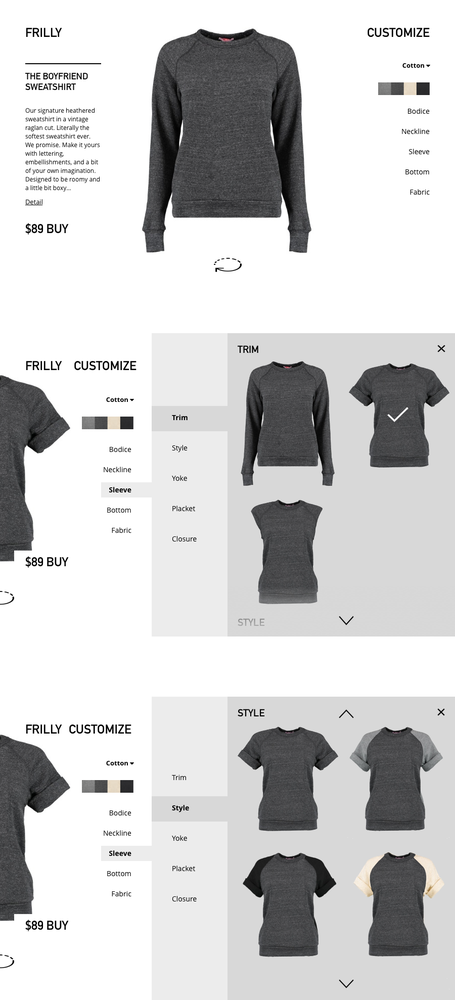 FRILLY
CUSTOMIZE
THE BOYFRIEND
SWEATSHIRT
Our signature heathered
sweatshirt in a vintage
raglan cut. Literally the
softest sweatshirt ever.
We promise. Make it yours
with lettering,
embellishments, and a bit
of your own imagination.
Designed to be roomy and
a little bit boxy...
Detail
$89 BUY
Cotton
Bodice
Neckline
Sleeve
Bottom
Fabric
FRILLY CUSTOMIZE
Cotton
Bodice
Neckline
Sleeve
Bottom
Fabric
$89 BUY
Trim
Style
Yoke
Placket
Closure
TRIM
STYLE
FRILLY CUSTOMIZE
Cotton
Bodice
Neckline
Sleeve
Bottom
Fabric
$89 BUY
Trim
Style
Yoke
Placket
Closure
STYLE